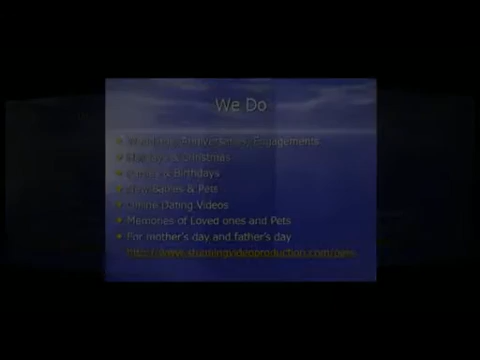 We Do
Weddings, Anniversaries, Engagements
Holidays & Christmas
& Birthdays
New Babies & Pets
Online Dating Videos
Memories of Loved ones and Pets
For mother's day and father's day